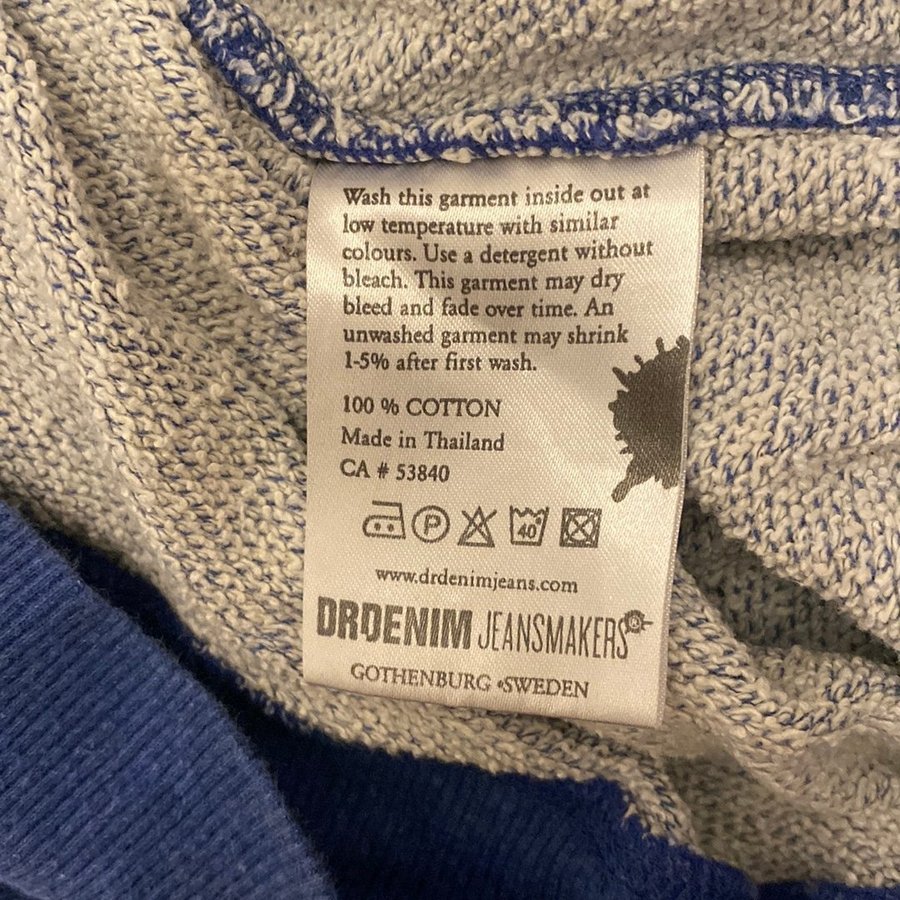 Wash this garment inside out at
low temperature with similar
colours. Use a detergent without
bleach. This garment may dry
bleed and fade over time. An
unwashed garment may shrink
1-5% after first wash.
100 % COTTON
Made in Thailand
CA # 53840
P 40°
www.drdenimjeans.com
DRDENIM JEANSMAKERS®
GOTHENBURG •SWEDEN